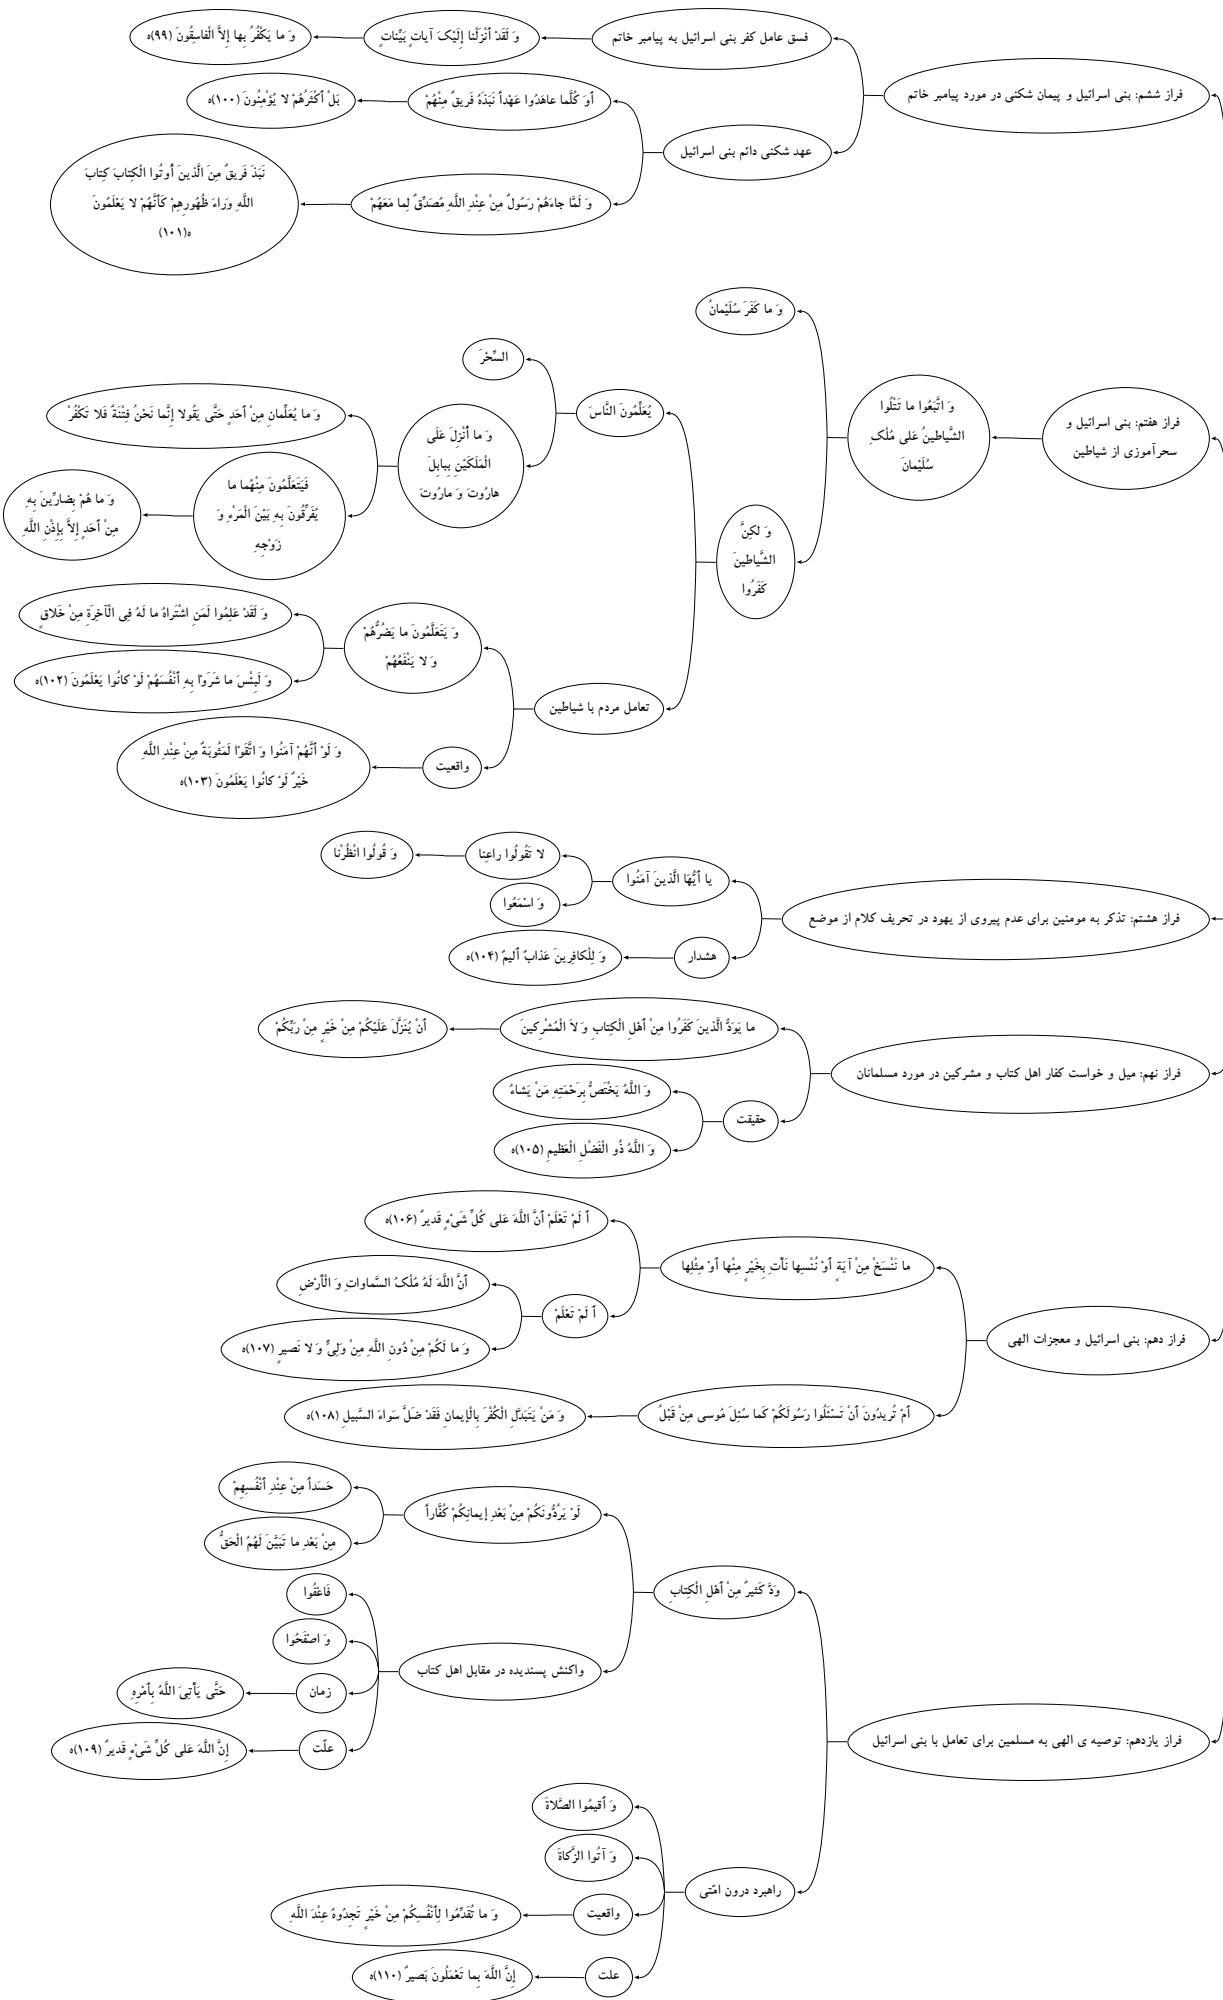 فراز ششم: بنی اسرائیل و پیمان شکنی در مورد پیامبر خاتم
فسق عامل کفر بنی اسرائیل به پیامبر خاتم
وَ لَقَدْ أَنْزَلْنا إِلَيْکَ آياتٍ بَيِّناتٍ
وَ ما يَکْفُرُ بِها إِلاَّ الْفاسِقُونَ (۹۹)ه
عهد شکنی دائم بنی اسرائیل
أَوَ کُلَّما عاهَدُوا عَهْداً نَبَذَهُ فَريقٌ مِنْهُمْ
بَلْ أَکْثَرُهُمْ لا يُؤْمِنُونَ (۱۰۰)ه
وَ لَمَّا جاءَهُمْ رَسُولٌ مِنْ عِنْدِ اللَّهِ مُصَدِّقٌ لِما مَعَهُمْ
نَبَذَ فَريقٌ مِنَ الَّذينَ أُوتُوا الْکِتابَ کِتابَ
اللَّهِ وَراءَ ظُهُورِهِمْ کَأَنَّهُمْ لا يَعْلَمُونَ
(۱۰۱)ه
فراز هفتم: بنی اسرائیل و
سحرآموزی از شیاطین
وَ اتَّبَعُوا ما تَتْلُوا
الشَّياطينُ عَلی مُلْکِ
سُلَيْمانَ
وَ ما کَفَرَ سُلَيْمانُ
وَ لکِنَّ
الشَّياطينَ
کَفَرُوا
يُعَلِّمُونَ النَّاسَ
السِّحْرَ
وَ ما أُنْزِلَ عَلَی
الْمَلَکَيْنِ بِبابِلَ
هارُوتَ وَ مارُوتَ
وَ ما يُعَلِّمانِ مِنْ أَحَدٍ حَتَّی يَقُولا إِنَّما نَحْنُ فِتْنَةٌ فَلا تَکْفُرْ
فَيَتَعَلَّمُونَ مِنْهُما ما
يُفَرِّقُونَ بِهِ بَيْنَ الْمَرْءِ وَ
زَوْجِهِ
وَ ما هُمْ بِضارِّينَ بِهِ
مِنْ أَحَدٍ إِلاَّ بِإِذْنِ اللَّهِ
تعامل مردم با شیاطین
وَ يَتَعَلَّمُونَ ما يَضُرُّهُمْ
وَ لا يَنْفَعُهُمْ
وَ لَقَدْ عَلِمُوا لَمَنِ اشْتَراهُ ما لَهُ فِی الْآخِرَةِ مِنْ خَلاقٍ
وَ لَبِئْسَ ما شَرَوْا بِهِ أَنْفُسَهُمْ لَوْ کانُوا يَعْلَمُونَ (۱۰۲)ه
واقعیت
وَ لَوْ أَنَّهُمْ آمَنُوا وَ اتَّقَوْا لَمَثُوبَةٌ مِنْ عِنْدِ اللَّهِ
خَيْرٌ لَوْ کانُوا يَعْلَمُونَ (۱۰۳)ه
فراز هشتم: تذکر به مومنین برای عدم پیروی از یهود در تحریف کلام از موضع
يا أَيُّهَا الَّذينَ آمَنُوا
لا تَقُولُوا راعِنا
وَ قُولُوا انْظُرْنا
وَ اسْمَعُوا
هشدار
وَ لِلْکافِرينَ عَذابٌ أَليمٌ (۱۰۴)ه
فراز نهم: میل و خواست کفار اهل کتاب و مشرکین در مورد مسلمانان
ما يَوَدُّ الَّذينَ کَفَرُوا مِنْ أَهْلِ الْکِتابِ وَ لاَ الْمُشْرِکينَ
أَنْ يُنَزَّلَ عَلَيْکُمْ مِنْ خَيْرٍ مِنْ رَبِّکُمْ
حقیقت
وَ اللَّهُ يَخْتَصُّ بِرَحْمَتِهِ مَنْ يَشاءُ
وَ اللَّهُ ذُو الْفَضْلِ الْعَظيمِ (۱۰۵)ه
فراز دهم: بنی اسرائیل و معجزات الهی
ما نَنْسَخْ مِنْ آيَةٍ أَوْ نُنْسِها نَأْتِ بِخَيْرٍ مِنْها أَوْ مِثْلِها
أَ لَمْ تَعْلَمْ أَنَّ اللَّهَ عَلی کُلِّ شَيْءٍ قَديرٌ (۱۰۶)ه
أَ لَمْ تَعْلَمْ
أَنَّ اللَّهَ لَهُ مُلْکُ السَّماواتِ وَ الْأَرْضِ
وَ ما لَکُمْ مِنْ دُونِ اللَّهِ مِنْ وَلِيٍّ وَ لا نَصيرٍ (۱۰۷)ه
أَمْ تُريدُونَ أَنْ تَسْئَلُوا رَسُولَکُمْ کَما سُئِلَ مُوسی مِنْ قَبْلُ
وَ مَنْ يَتَبَدَّلِ الْکُفْرَ بِالْإيمانِ فَقَدْ ضَلَّ سَواءَ السَّبيلِ (۱۰۸)ه
فراز یازدهم: توصیه ی الهی به مسلمین برای تعامل با بنی اسرائیل
وَدَّ کَثيرٌ مِنْ أَهْلِ الْکِتابِ
لَوْ يَرُدُّونَکُمْ مِنْ بَعْدِ إيمانِکُمْ کُفَّاراً
حَسَداً مِنْ عِنْدِ أَنْفُسِهِمْ
مِنْ بَعْدِ ما تَبَيَّنَ لَهُمُ الْحَقُّ
واکنش پسندیده در مقابل اهل کتاب
فَاعْفُوا
وَ اصْفَحُوا
زمان
حَتَّی يَأْتِیَ اللَّهُ بِأَمْرِهِ
علّت
إِنَّ اللَّهَ عَلی کُلِّ شَيْءٍ قَديرٌ (۱۰۹)ه
راهبرد درون امّتی
وَ أَقيمُوا الصَّلاةَ
وَ آتُوا الزَّکاةَ
واقعیت
وَ ما تُقَدِّمُوا لِأَنْفُسِکُمْ مِنْ خَيْرٍ تَجِدُوهُ عِنْدَ اللَّهِ
علت
إِنَّ اللَّهَ بِما تَعْمَلُونَ بَصيرٌ (۱۱۰)ه